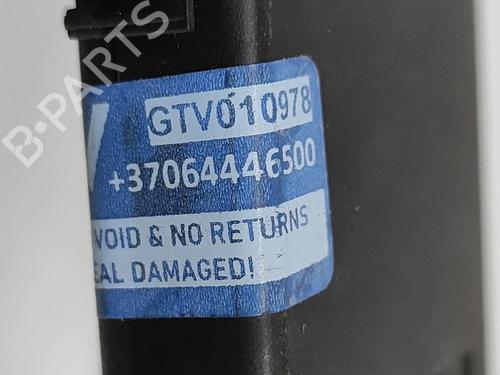 B-PARTS
GTV010978
+37064446500
VOID & NO RETURNS
EAL DAMAGED!